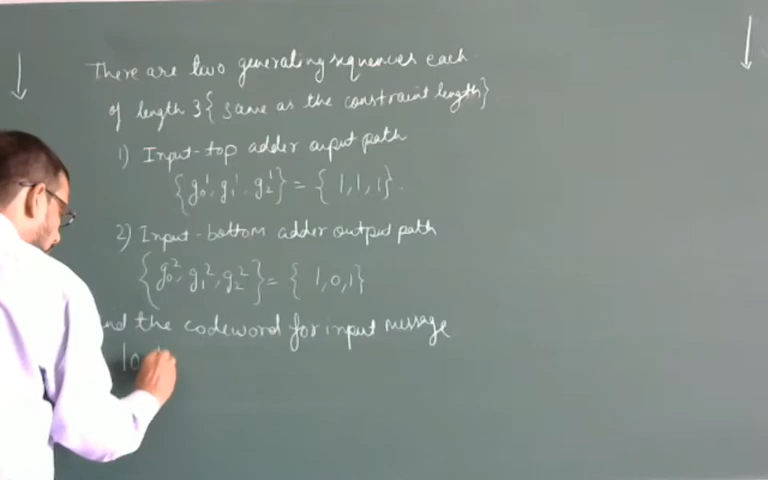 There are two generating sequences each
of length 3{ same as the constraint length}
1) Input-top adder output path
{g₀¹, g₁¹, g₂¹} = { 1,1,1}.
2) Input-bottom adder output path
{g₀², g₁², g₂²} = { 1,0,1}
nd the codeword for input message
10